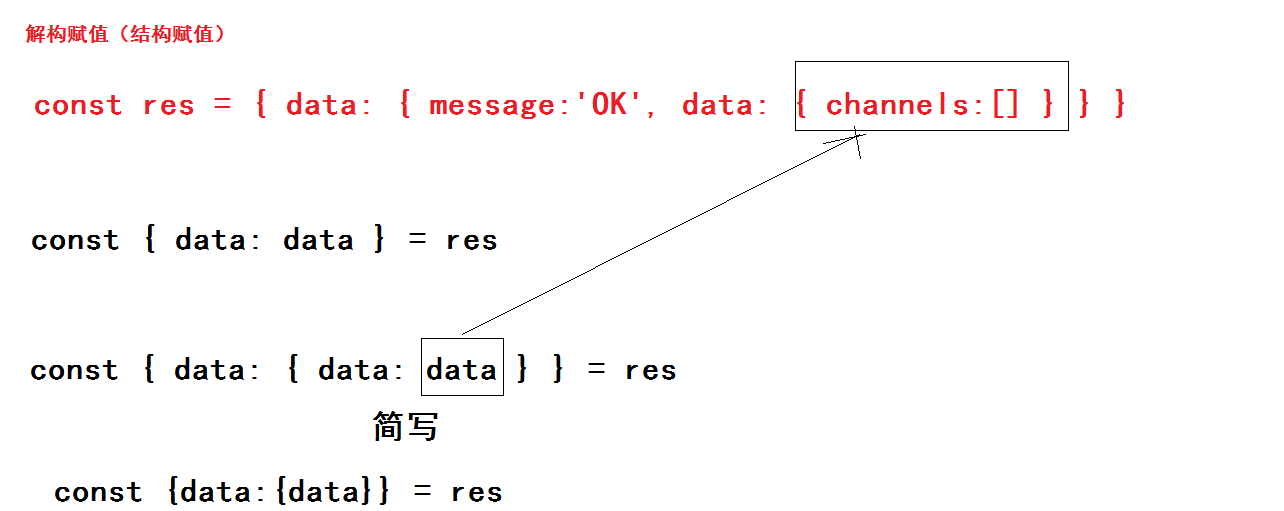 解构赋值（结构赋值）
const res = { data: { message:'OK', data: { channels:[] } } }
const { data: data } = res
const { data: { data: data } } = res
简写
const {data:{data}} = res